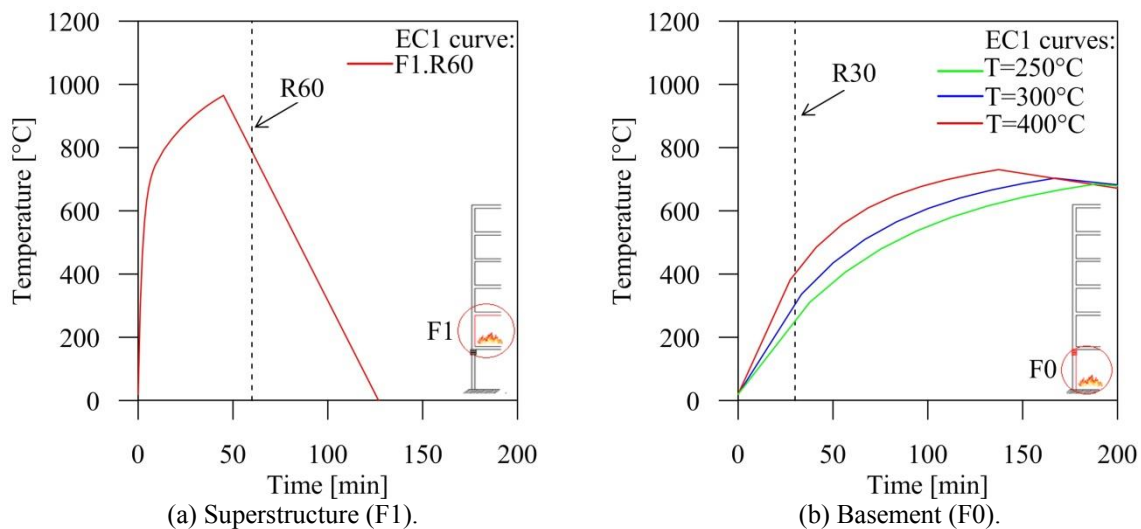 1200
1000
800
600
400
200
0
Temperature [°C]
EC1 curve:
F1.R60
R60
F1
0 50 100 150 200
Time [min]
(a) Superstructure (F1).
1200
1000
800
600
400
200
0
Temperature [°C]
EC1 curves:
T=250°C
T=300°C
T=400°C
R30
F0
0 50 100 150 200
Time [min]
(b) Basement (F0).